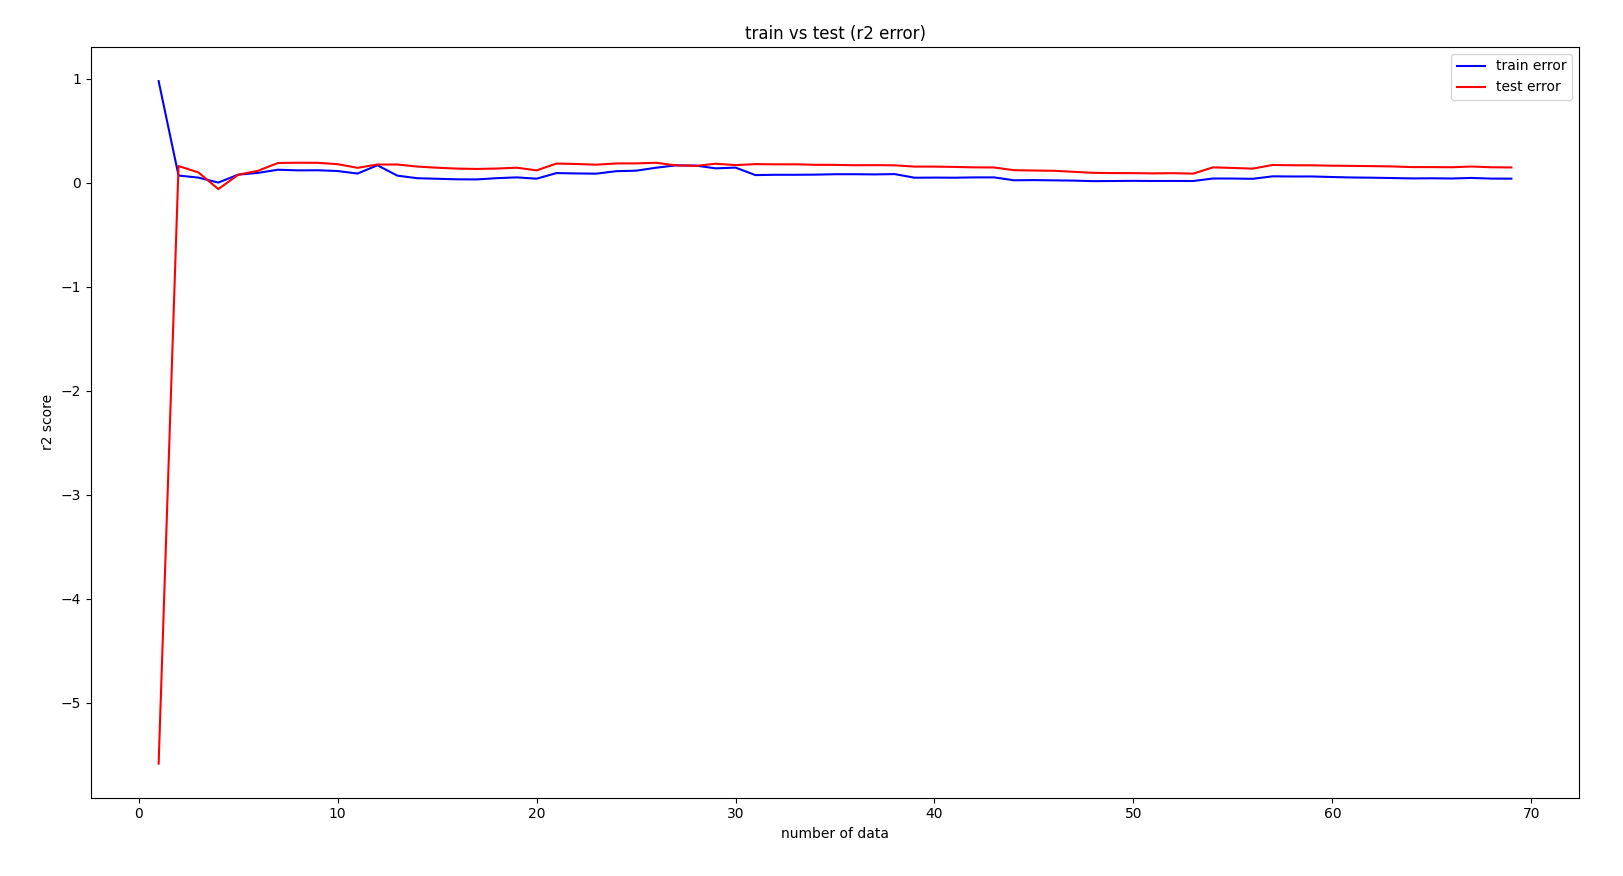 train vs test (r2 error)
train error
test error
1
0
−1
−2
−3
−4
−5
r2 score
0 10 20 30 40 50 60 70
number of data